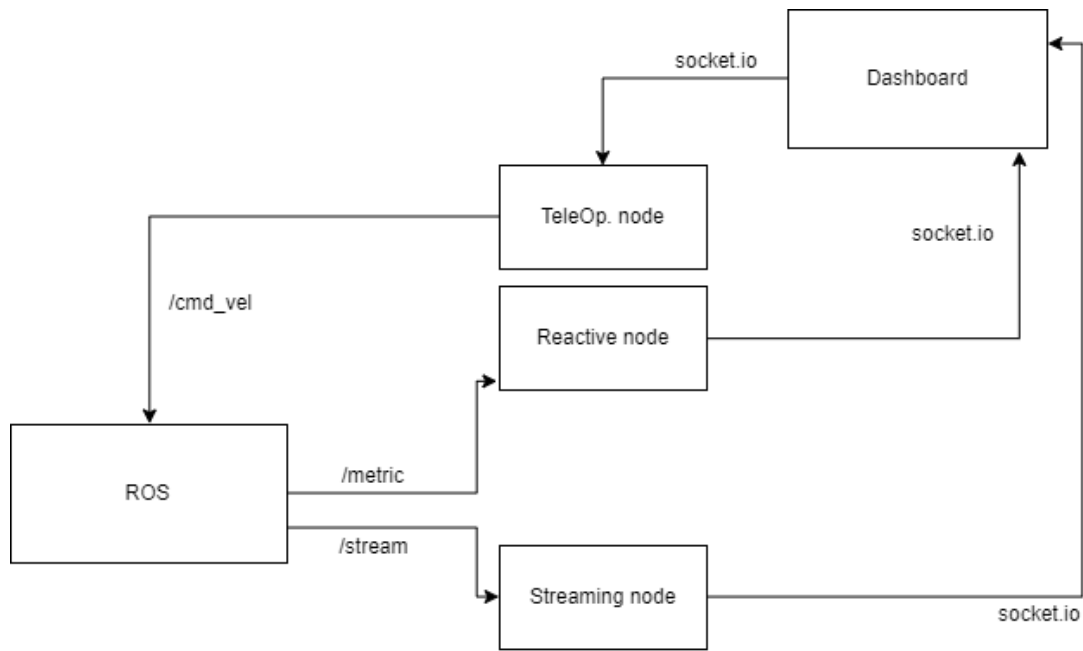 socket.io
Dashboard
TeleOp. node
socket.io
/cmd_vel
Reactive node
/metric
ROS
/stream
Streaming node
socket.io